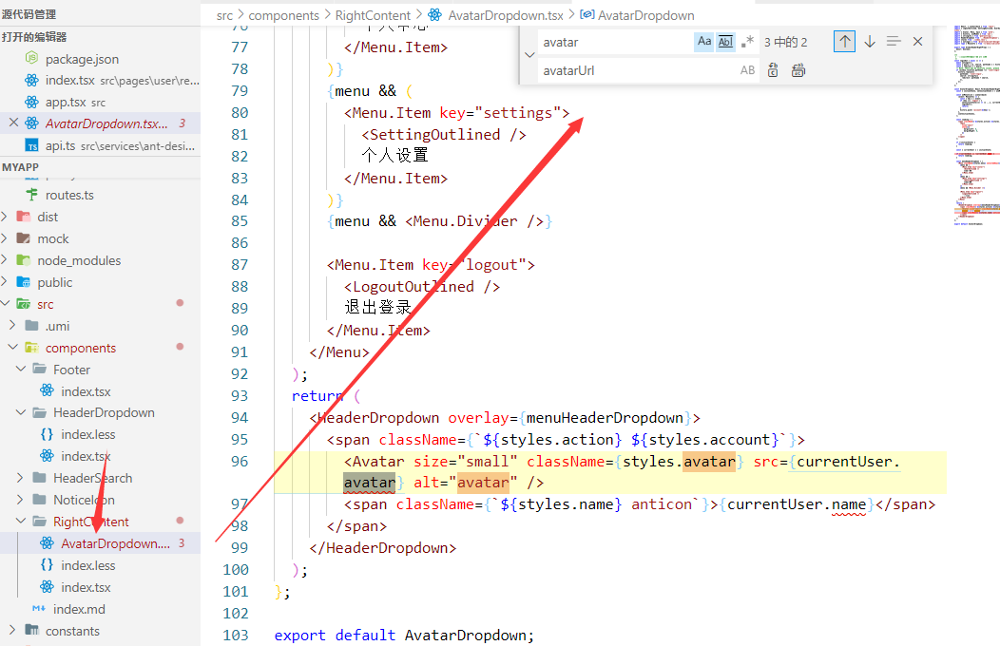 源代码管理
打开的编辑器
package.json
index.tsx src\pages\user\re...
app.tsx src
AvatarDropdown.tsx... 3
api.ts src\services\ant-desi...
MYAPP
routes.ts
dist
mock
node_modules
public
src
.umi
components
Footer
index.tsx
HeaderDropdown
index.less
index.tsx
HeaderSearch
NoticeIcon
RightContent
AvatarDropdown.... 3
index.less
index.tsx
index.md
constants
src > components > RightContent > AvatarDropdown.tsx > AvatarDropdown
avatar Aa Ab| .* 3 中的 2
avatarUrl AB
76 个人中心
77 </Menu.Item>
78 )}
79 {menu && (
80 <Menu.Item key="settings">
81 <SettingOutlined />
82 个人设置
83 </Menu.Item>
84 )}
85 {menu && <Menu.Divider />}
86
87 <Menu.Item key="logout">
88 <LogoutOutlined />
89 退出登录
90 </Menu.Item>
91 </Menu>
92 );
93 return (
94 <HeaderDropdown overlay={menuHeaderDropdown}>
95 <span className={`${styles.action} ${styles.account}`}>
96 <Avatar size="small" className={styles.avatar} src={currentUser.
avatar} alt="avatar" />
97 <span className={`${styles.name} anticon`}>{currentUser.name}</span>
98 </span>
99 </HeaderDropdown>
100 );
101 };
102
103 export default AvatarDropdown;